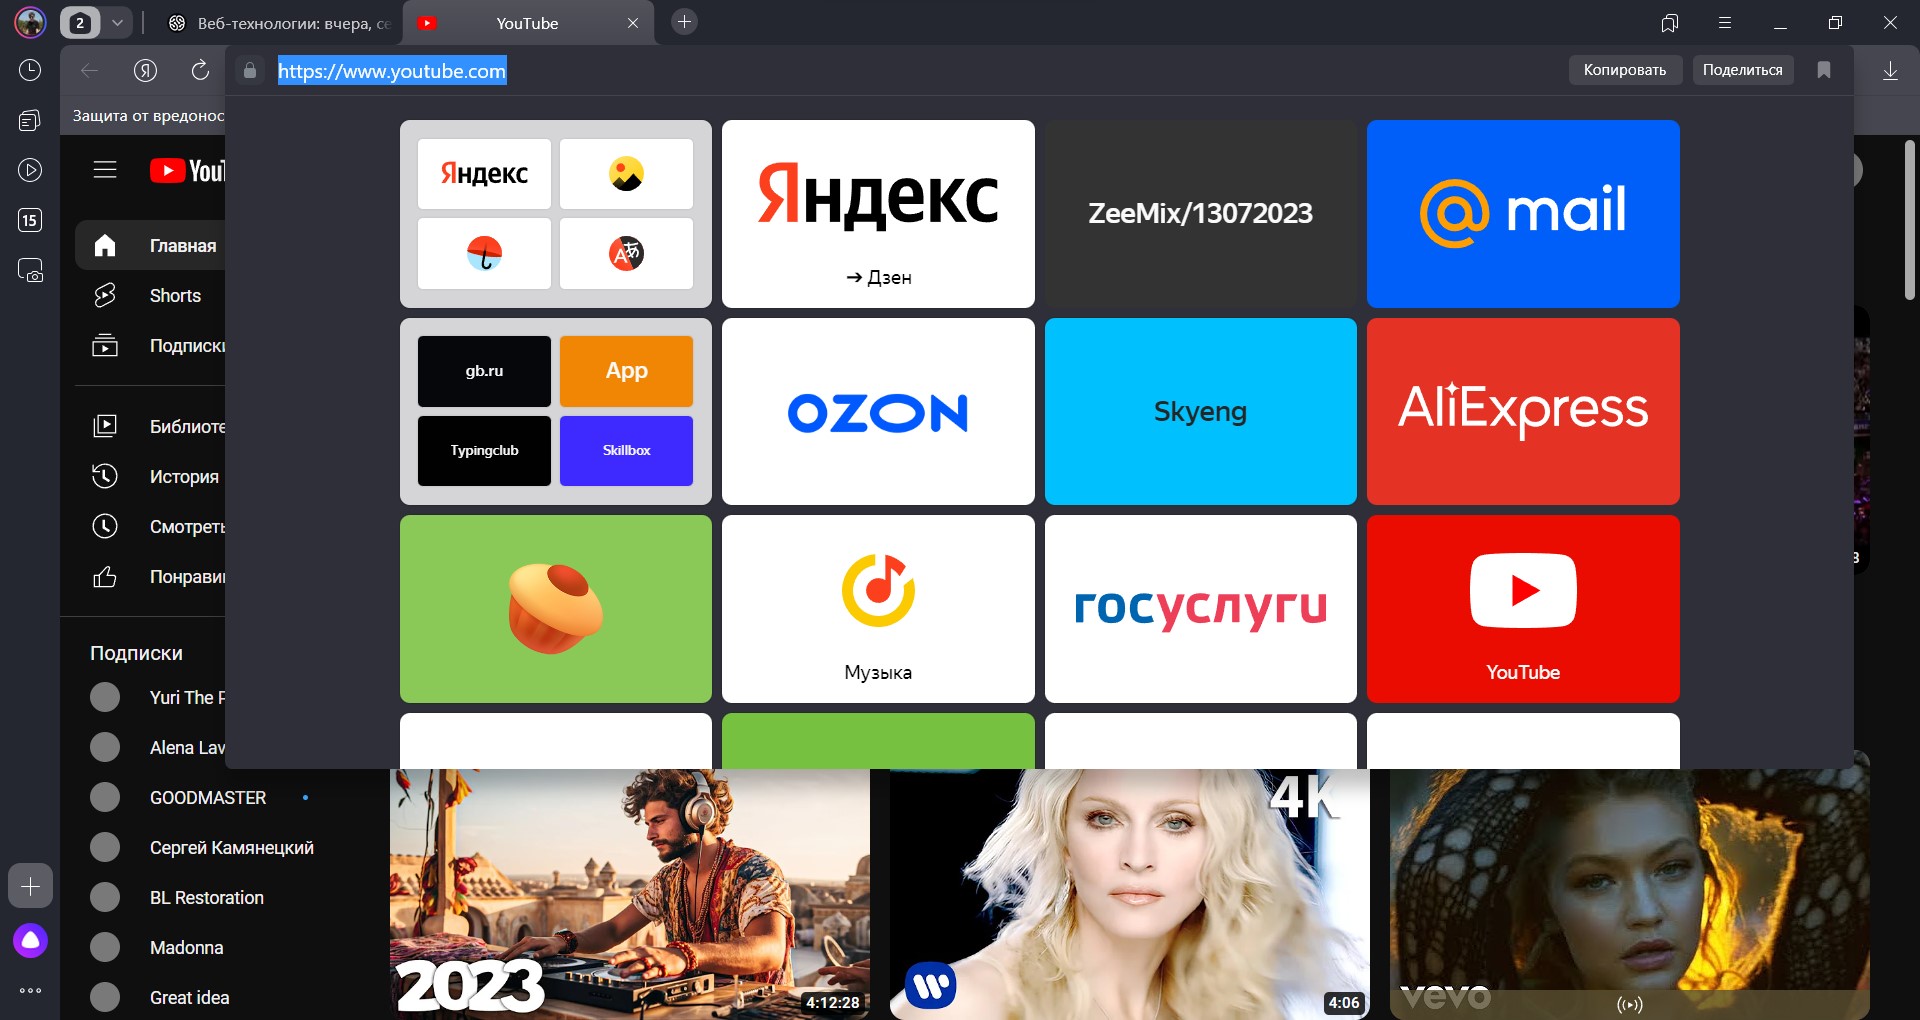 2
Веб-технологии: вчера, се
YouTube
Я
https://www.youtube.com
Копировать
Поделиться
Защита от вредонос
15
Главная
Shorts
Подписки
Библиоте
История
Смотреть
Понрави
Подписки
Yuri The P
Alena Lav
GOODMASTER
Сергей Камянецкий
BL Restoration
Madonna
Great idea
Яндекс
Яндекс
→ Дзен
ZeeMix/13072023
@mail
gb.ru
App
Typingclub
Skillbox
OZON
Skyeng
AliExpress
Музыка
госуслуги
YouTube
2023
4:12:28
4K
4:06
vevo